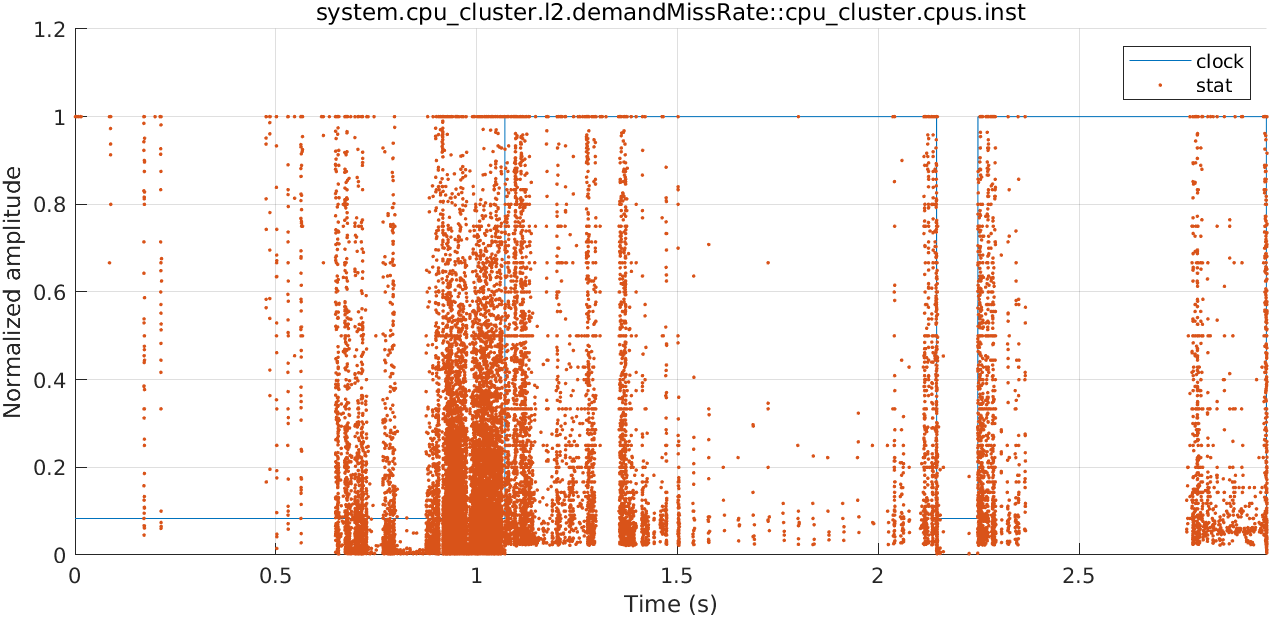 system.cpu_cluster.l2.demandMissRate::cpu_cluster.cpus.inst
1.2
1
0.8
0.6
0.4
0.2
0
Normalized amplitude
clock
stat
0 0.5 1 1.5 2 2.5
Time (s)